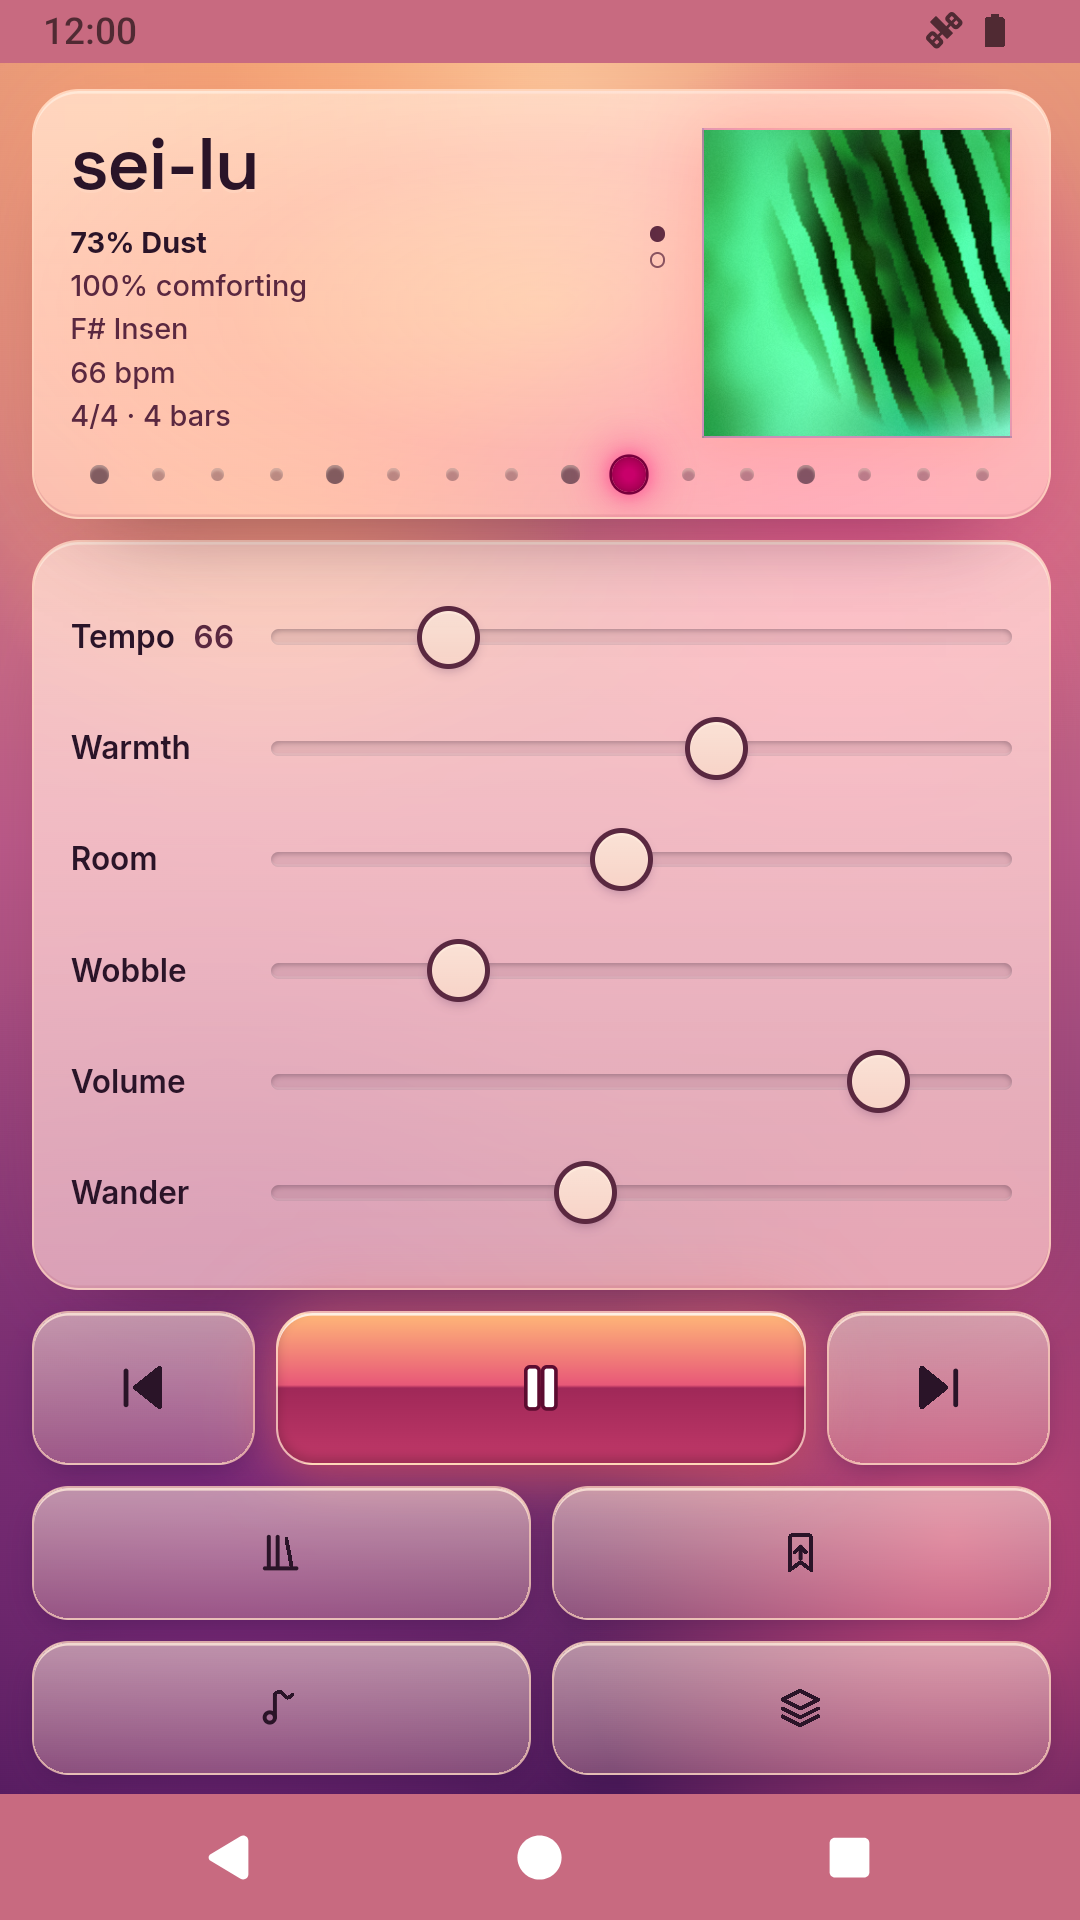 12:00
sei-lu
73% Dust
100% comforting
F# Insen
66 bpm
4/4 · 4 bars
Tempo 66
Warmth
Room
Wobble
Volume
Wander